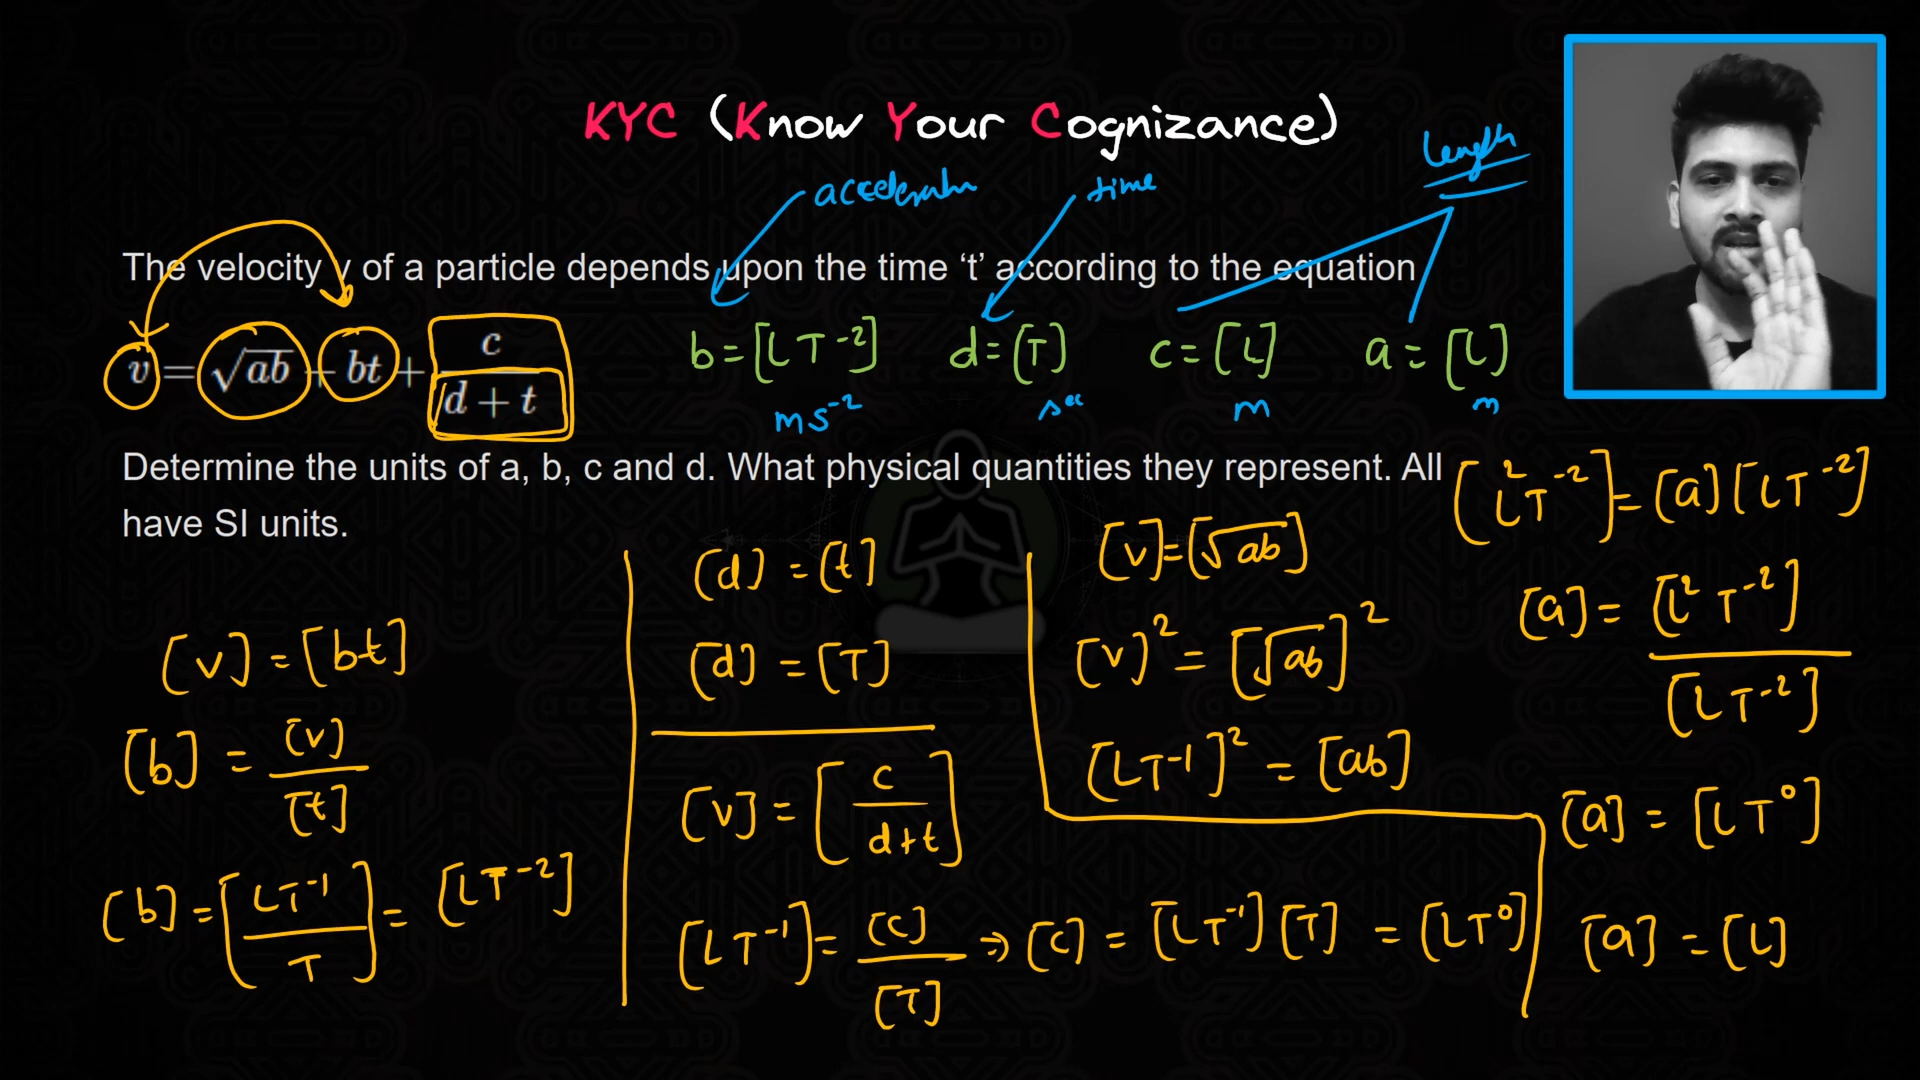 KYC (Know Your Cognizance)
Length
time
The velocity v of a particle depends upon the time ‘t’ according to the equation
v = √ab + bt + c/(d + t)
b = [LT⁻²] d = [T] c = [L] a = [L]
ms⁻² sec m m
Determine the units of a, b, c and d. What physical quantities they represent. All
have SI units.
[v] = [bt]
[b] = [v]/[t]
[b] = [LT⁻¹/T] = [LT⁻²]
[d] = [t]
[d] = [T]
[v] = [c/d+t]
[LT⁻¹] = [c]/[T] ⇒ [c] = [LT⁻¹][T] = [LT⁰]
[v] = [√ab]
[v]² = [√ab]²
[LT⁻¹]² = [ab]
[L²T⁻²] = [a][LT⁻²]
[a] = [L²T⁻²]/[LT⁻²]
[a] = [LT⁰]
[a] = [L]